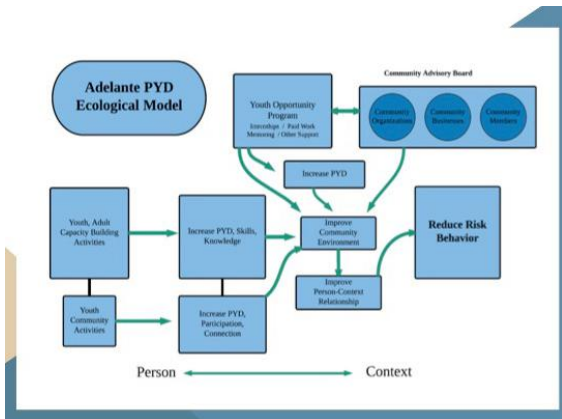 Adelante PYD
Ecological Model
Community Advisory Board
Youth Opportunity
Program
Internships / Paid Work
Mentoring / Other Support
Community
Organizations
Community
Businesses
Community
Members
Increase PYD
Youth, Adult
Capacity Building
Activities
Increase PYD, Skills,
Knowledge
Improve
Community
Environment
Reduce Risk
Behavior
Improve
Person-Context
Relationship
Youth
Community
Activities
Increase PYD,
Participation,
Connection
Person
Context